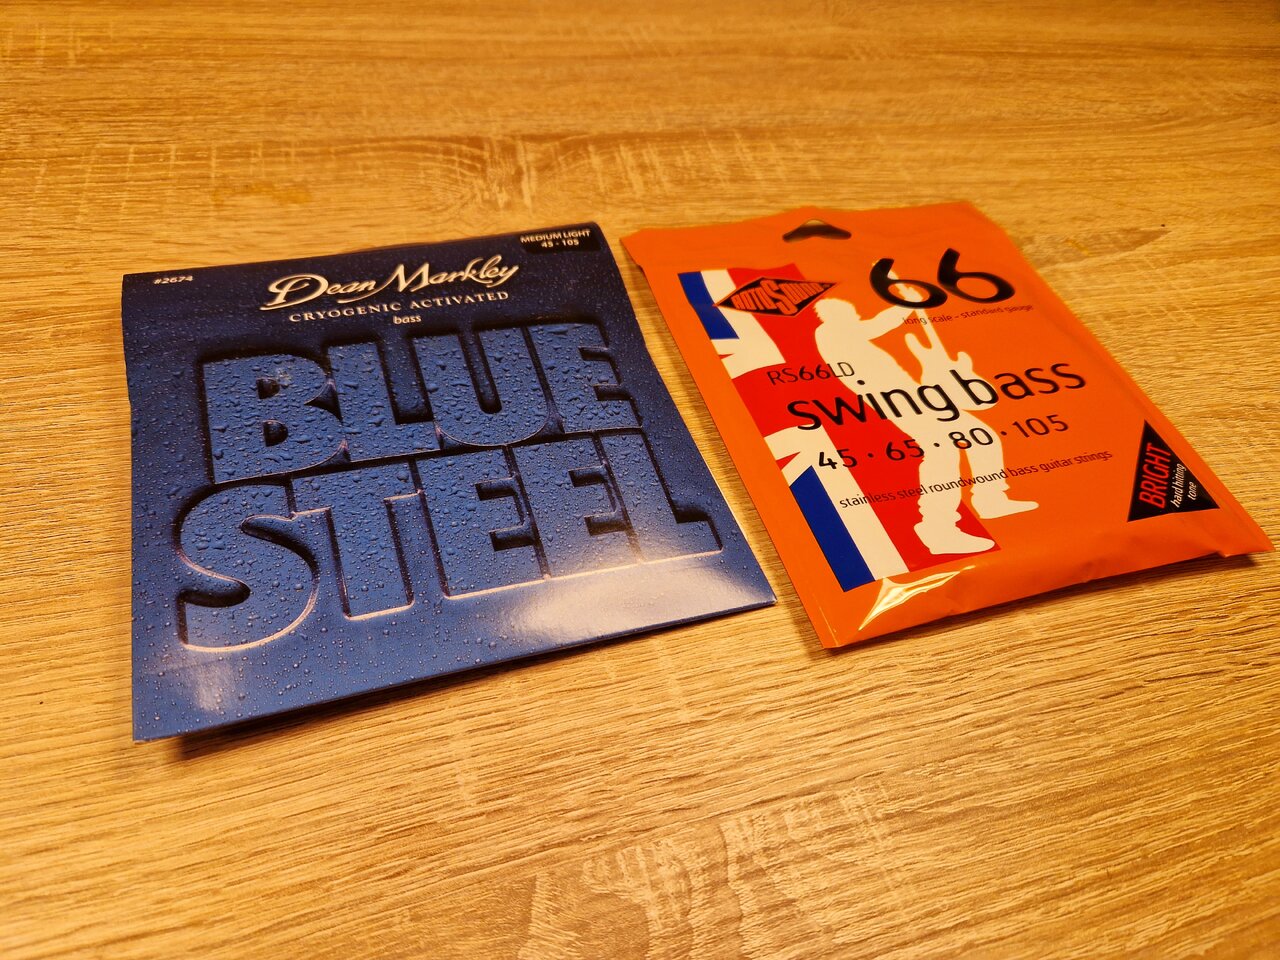 #2674
MEDIUM LIGHT
45 - 105
Dean Markley
CRYOGENIC ACTIVATED
bass
BLUE
STEEL
ROTOSOUND
66
long scale - standard gauge
RS66LD
swing bass
45 · 65 · 80 · 105
stainless steel roundwound bass guitar strings
BRIGHT
hard hitting
tone